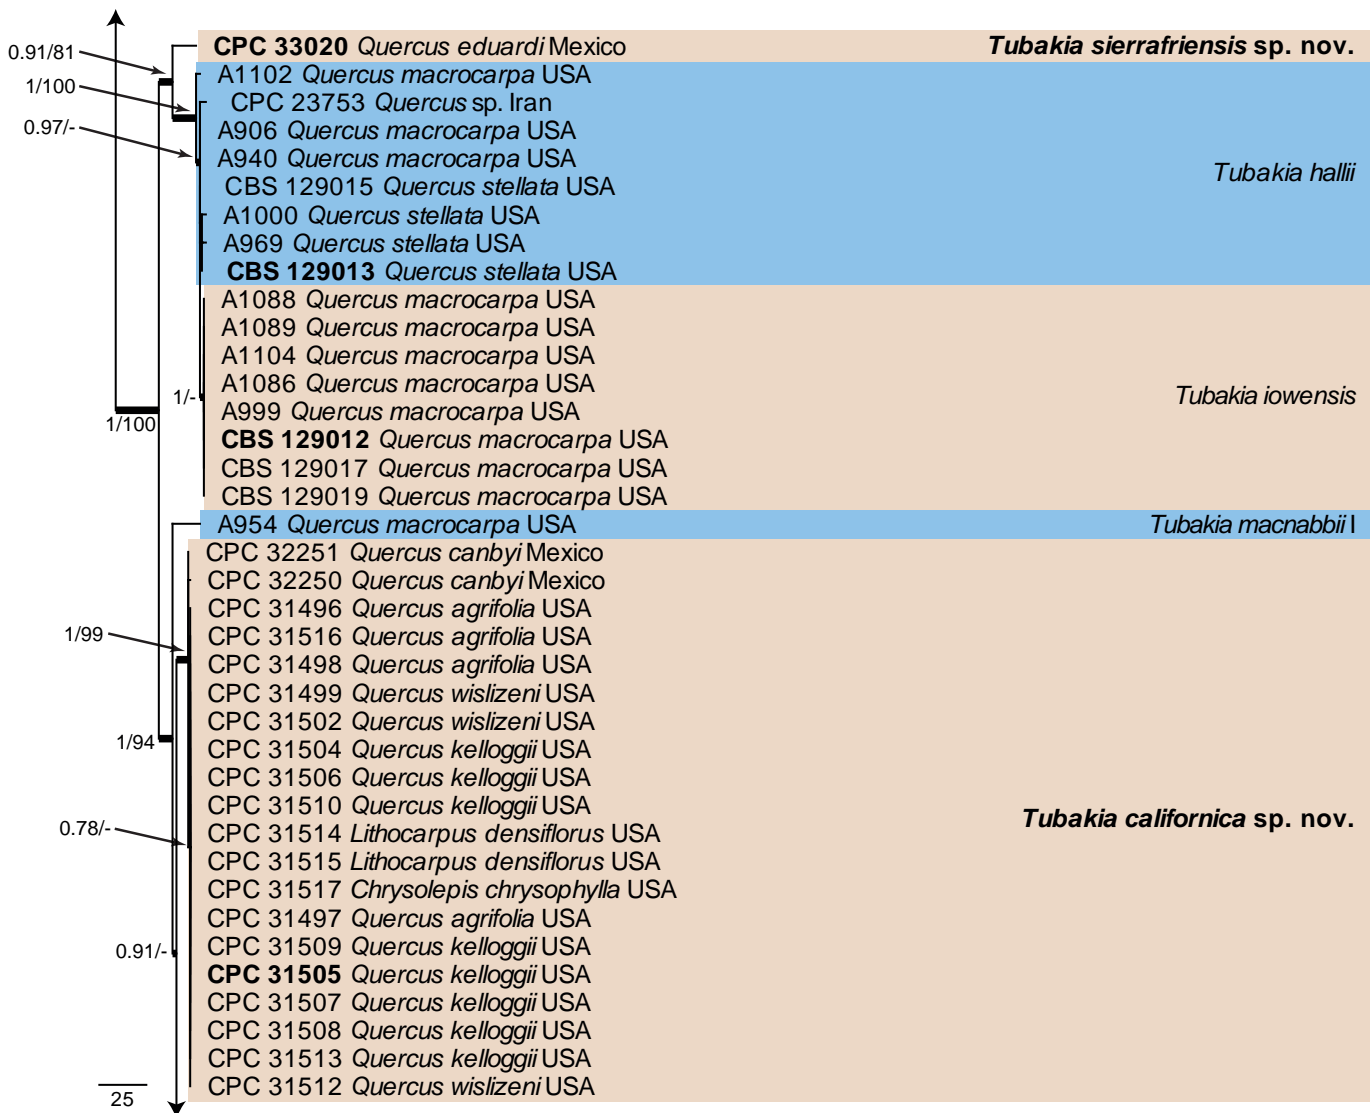 0.91/81
1/100
0.97/-
CPC 33020 Quercus eduardi Mexico Tubakia sierrafriensis sp. nov.
A1102 Quercus macrocarpa USA
CPC 23753 Quercus sp. Iran
A906 Quercus macrocarpa USA
A940 Quercus macrocarpa USA
Tubakia hallii
CBS 129015 Quercus stellata USA
A1000 Quercus stellata USA
A969 Quercus stellata USA
CBS 129013 Quercus stellata USA
A1088 Quercus macrocarpa USA
A1089 Quercus macrocarpa USA
A1104 Quercus macrocarpa USA
A1086 Quercus macrocarpa USA
1/-
Tubakia iowensis
A999 Quercus macrocarpa USA
1/100
CBS 129012 Quercus macrocarpa USA
CBS 129017 Quercus macrocarpa USA
CBS 129019 Quercus macrocarpa USA
A954 Quercus macrocarpa USA Tubakia macnabbii I
CPC 32251 Quercus canbyi Mexico
CPC 32250 Quercus canbyi Mexico
CPC 31496 Quercus agrifolia USA
1/99
CPC 31516 Quercus agrifolia USA
CPC 31498 Quercus agrifolia USA
CPC 31499 Quercus wislizeni USA
CPC 31502 Quercus wislizeni USA
1/94
CPC 31504 Quercus kelloggii USA
CPC 31506 Quercus kelloggii USA
CPC 31510 Quercus kelloggii USA
Tubakia californica sp. nov.
0.78/-
CPC 31514 Lithocarpus densiflorus USA
CPC 31515 Lithocarpus densiflorus USA
CPC 31517 Chrysolepis chrysophylla USA
CPC 31497 Quercus agrifolia USA
0.91/-
CPC 31509 Quercus kelloggii USA
CPC 31505 Quercus kelloggii USA
CPC 31507 Quercus kelloggii USA
CPC 31508 Quercus kelloggii USA
CPC 31513 Quercus kelloggii USA
CPC 31512 Quercus wislizeni USA
25